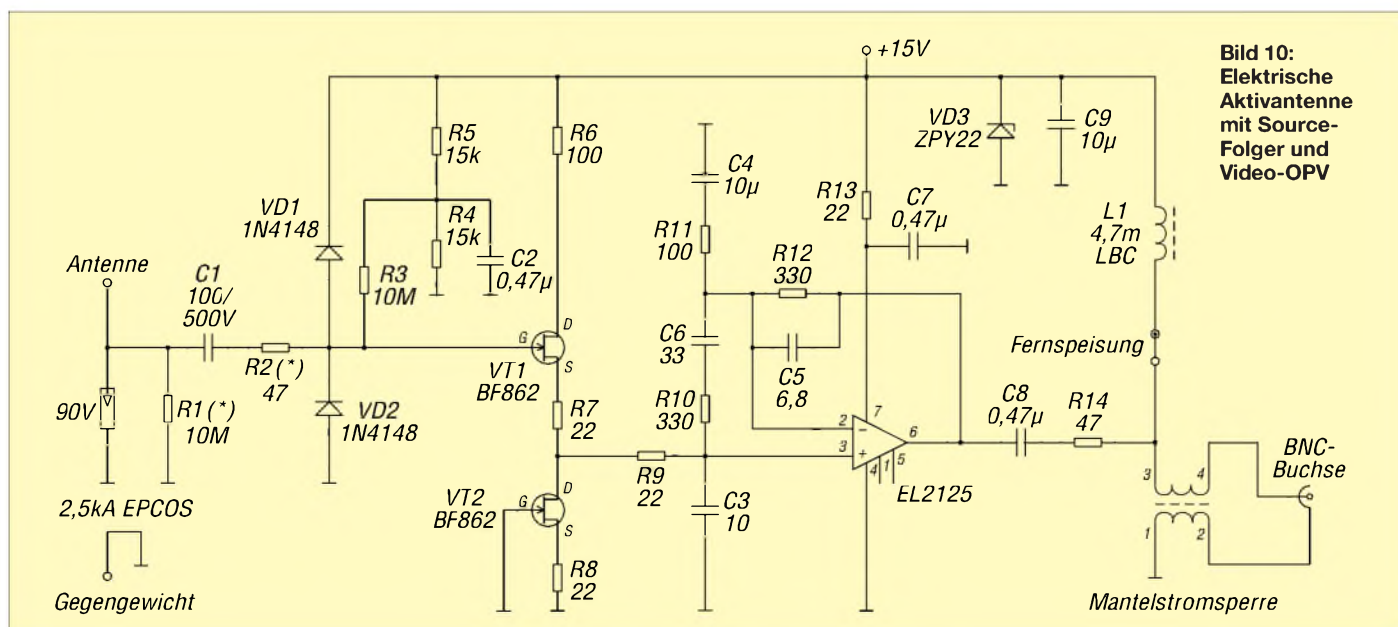 Bild 10:
Elektrische
Aktivantenne
mit Source-
Folger und
Video-OPV
+15V
R5
15k
R6
100
VD1
1N4148
R4
15k
C2
0,47µ
R3
10M
Antenne
C1
100/
500V
R2 (*)
47
G
D
S
VT1
BF862
90V
R1 (*)
10M
VD2
1N4148
R7
22
2,5kA EPCOS
VT2
BF862
G
D
S
R8
22
Gegengewicht
C4
10µ
R11
100
R12
330
C6
33
C5
6,8
R10
330
R9
22
C3
10
R13
22
C7
0,47µ
VD3
ZPY22
C9
10µ
L1
4,7m
LBC
Fernspeisung
2
−
3
+
7
6
4
1
5
EL2125
C8
0,47µ
R14
47
3
4
1
2
BNC-
Buchse
Mantelstromsperre